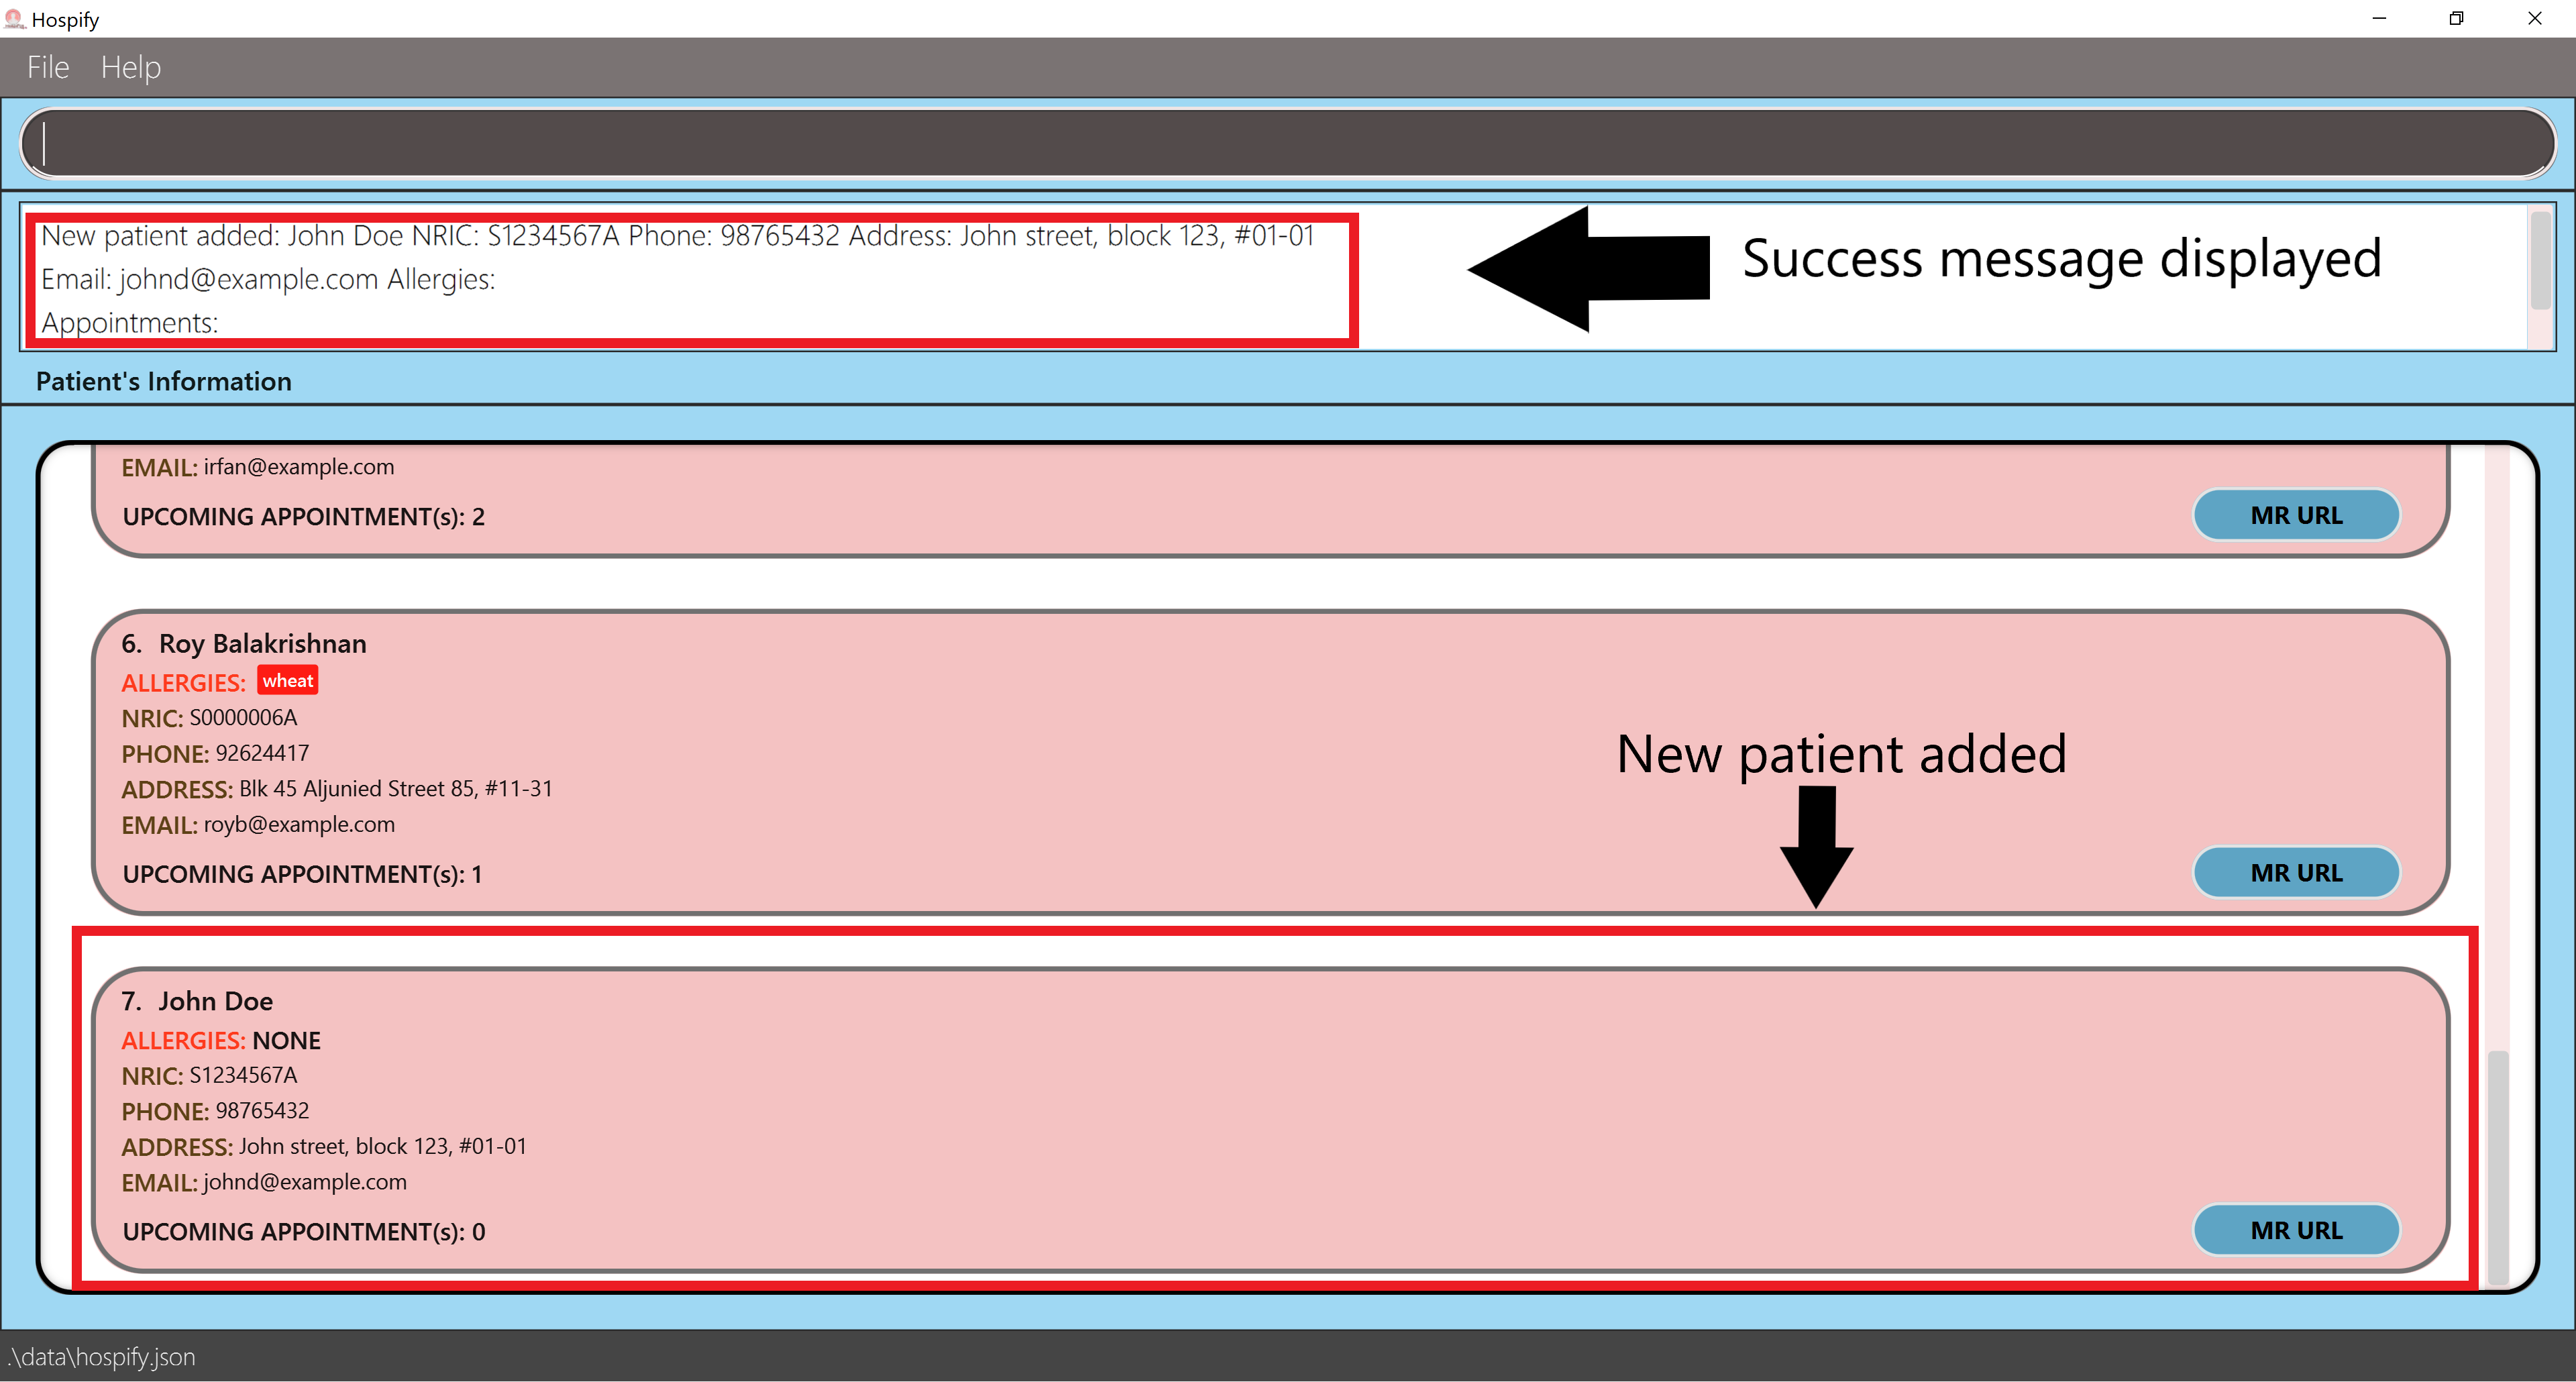 Hospify
File Help
New patient added: John Doe NRIC: S1234567A Phone: 98765432 Address: John street, block 123, #01-01
Email: johnd@example.com Allergies:
Appointments:
Success message displayed
Patient's Information
EMAIL: irfan@example.com
UPCOMING APPOINTMENT(s): 2
MR URL
6. Roy Balakrishnan
ALLERGIES: wheat
NRIC: S0000006A
PHONE: 92624417
ADDRESS: Blk 45 Aljunied Street 85, #11-31
EMAIL: royb@example.com
UPCOMING APPOINTMENT(s): 1
MR URL
New patient added
7. John Doe
ALLERGIES: NONE
NRIC: S1234567A
PHONE: 98765432
ADDRESS: John street, block 123, #01-01
EMAIL: johnd@example.com
UPCOMING APPOINTMENT(s): 0
MR URL
.\data\hospify.json